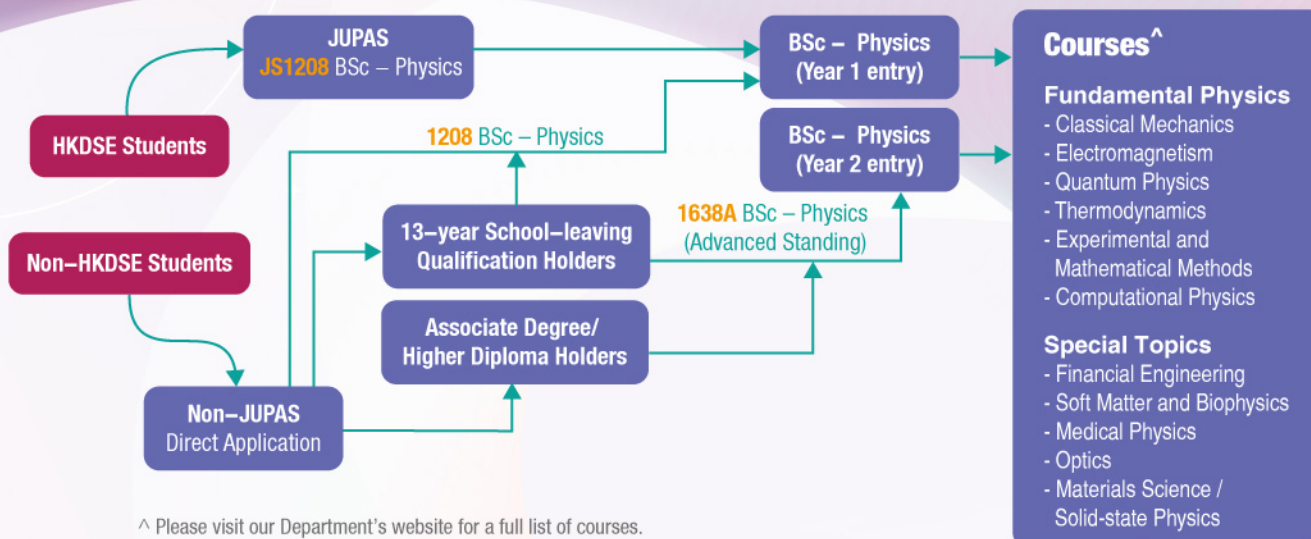 JUPAS
JS1208 BSc – Physics
BSc – Physics
(Year 1 entry)
HKDSE Students
1208 BSc – Physics
BSc – Physics
(Year 2 entry)
Non–HKDSE Students
13–year School–leaving
Qualification Holders
1638A BSc – Physics
(Advanced Standing)
Associate Degree/
Higher Diploma Holders
Non–JUPAS
Direct Application
Courses^
Fundamental Physics
- Classical Mechanics
- Electromagnetism
- Quantum Physics
- Thermodynamics
- Experimental and
Mathematical Methods
- Computational Physics
Special Topics
- Financial Engineering
- Soft Matter and Biophysics
- Medical Physics
- Optics
- Materials Science /
Solid-state Physics
^ Please visit our Department's website for a full list of courses.